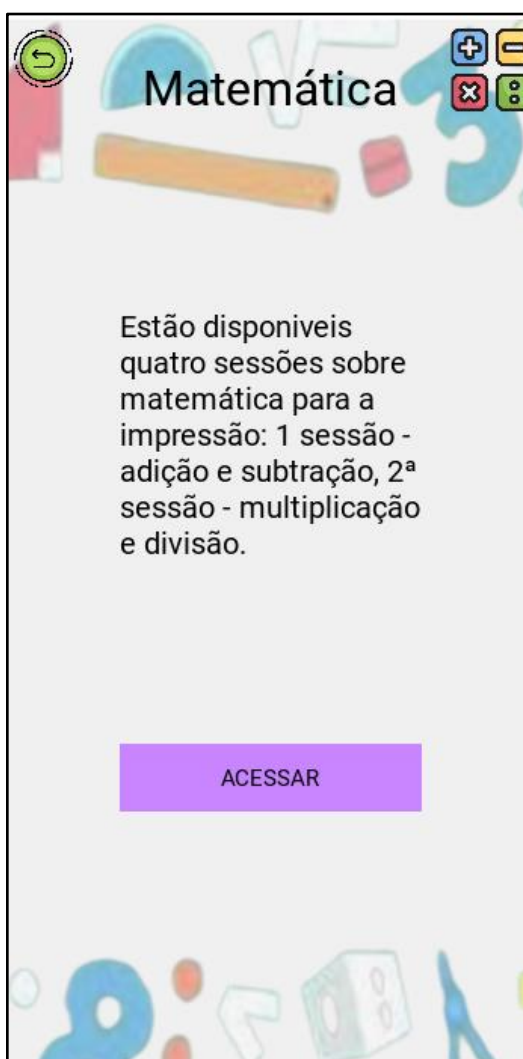 Matemática
Estão disponiveis
quatro sessões sobre
matemática para a
impressão: 1 sessão -
adição e subtração, 2ª
sessão - multiplicação
e divisão.
ACESSAR